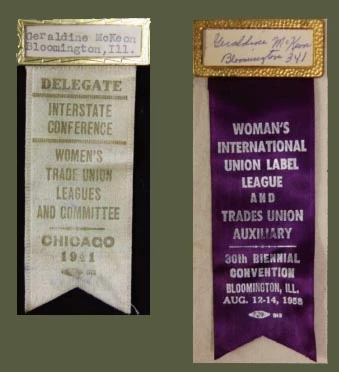 Geraldine McKeon
Bloomington, Ill.
DELEGATE
INTERSTATE
CONFERENCE
WOMEN'S
TRADE UNION
LEAGUES
AND COMMITTEE
CHICAGO
1941
Geraldine McKeon
Bloomington 341
WOMAN'S
INTERNATIONAL
UNION LABEL
LEAGUE
AND
TRADES UNION
AUXILIARY
30th BIENNIAL
CONVENTION
BLOOMINGTON, ILL,
AUG. 12-14, 1958